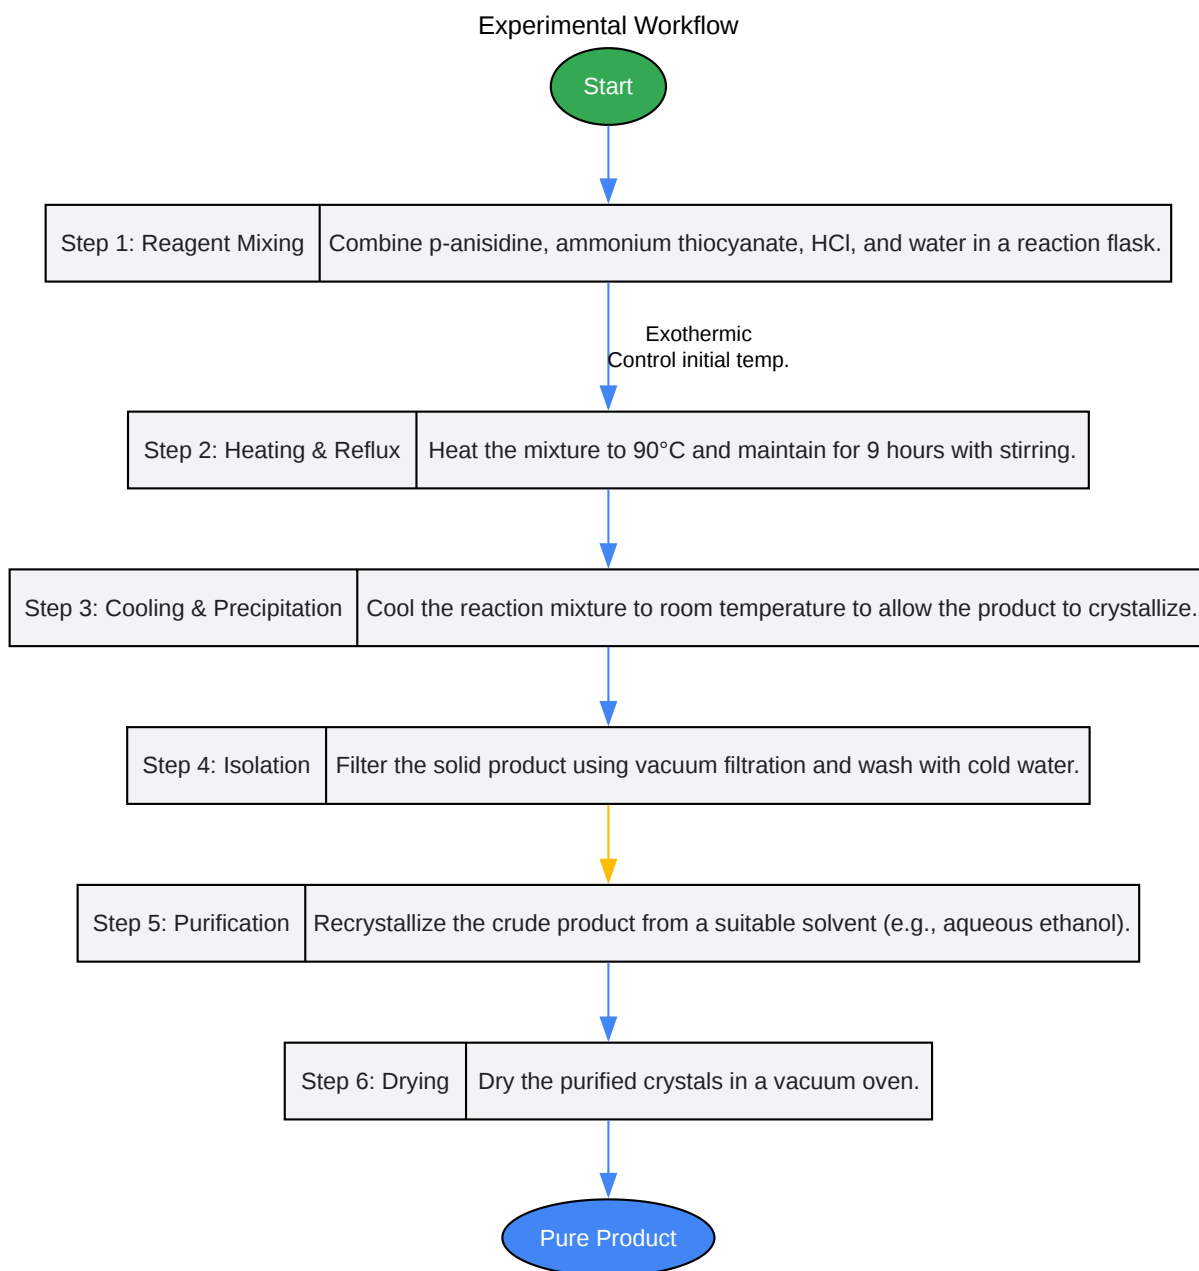 Experimental Workflow
Start
Step 1: Reagent Mixing
Combine p-anisidine, ammonium thiocyanate, HCl, and water in a reaction flask.
Exothermic
Control initial temp.
Step 2: Heating & Reflux
Heat the mixture to 90°C and maintain for 9 hours with stirring.
Step 3: Cooling & Precipitation
Cool the reaction mixture to room temperature to allow the product to crystallize.
Step 4: Isolation
Filter the solid product using vacuum filtration and wash with cold water.
Step 5: Purification
Recrystallize the crude product from a suitable solvent (e.g., aqueous ethanol).
Step 6: Drying
Dry the purified crystals in a vacuum oven.
Pure Product